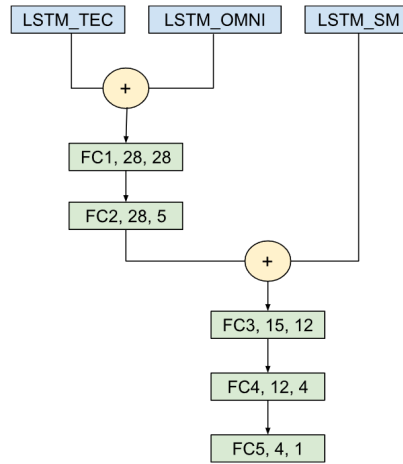 LSTM_TEC
LSTM_OMNI
LSTM_SM
+
FC1, 28, 28
FC2, 28, 5
+
FC3, 15, 12
FC4, 12, 4
FC5, 4, 1